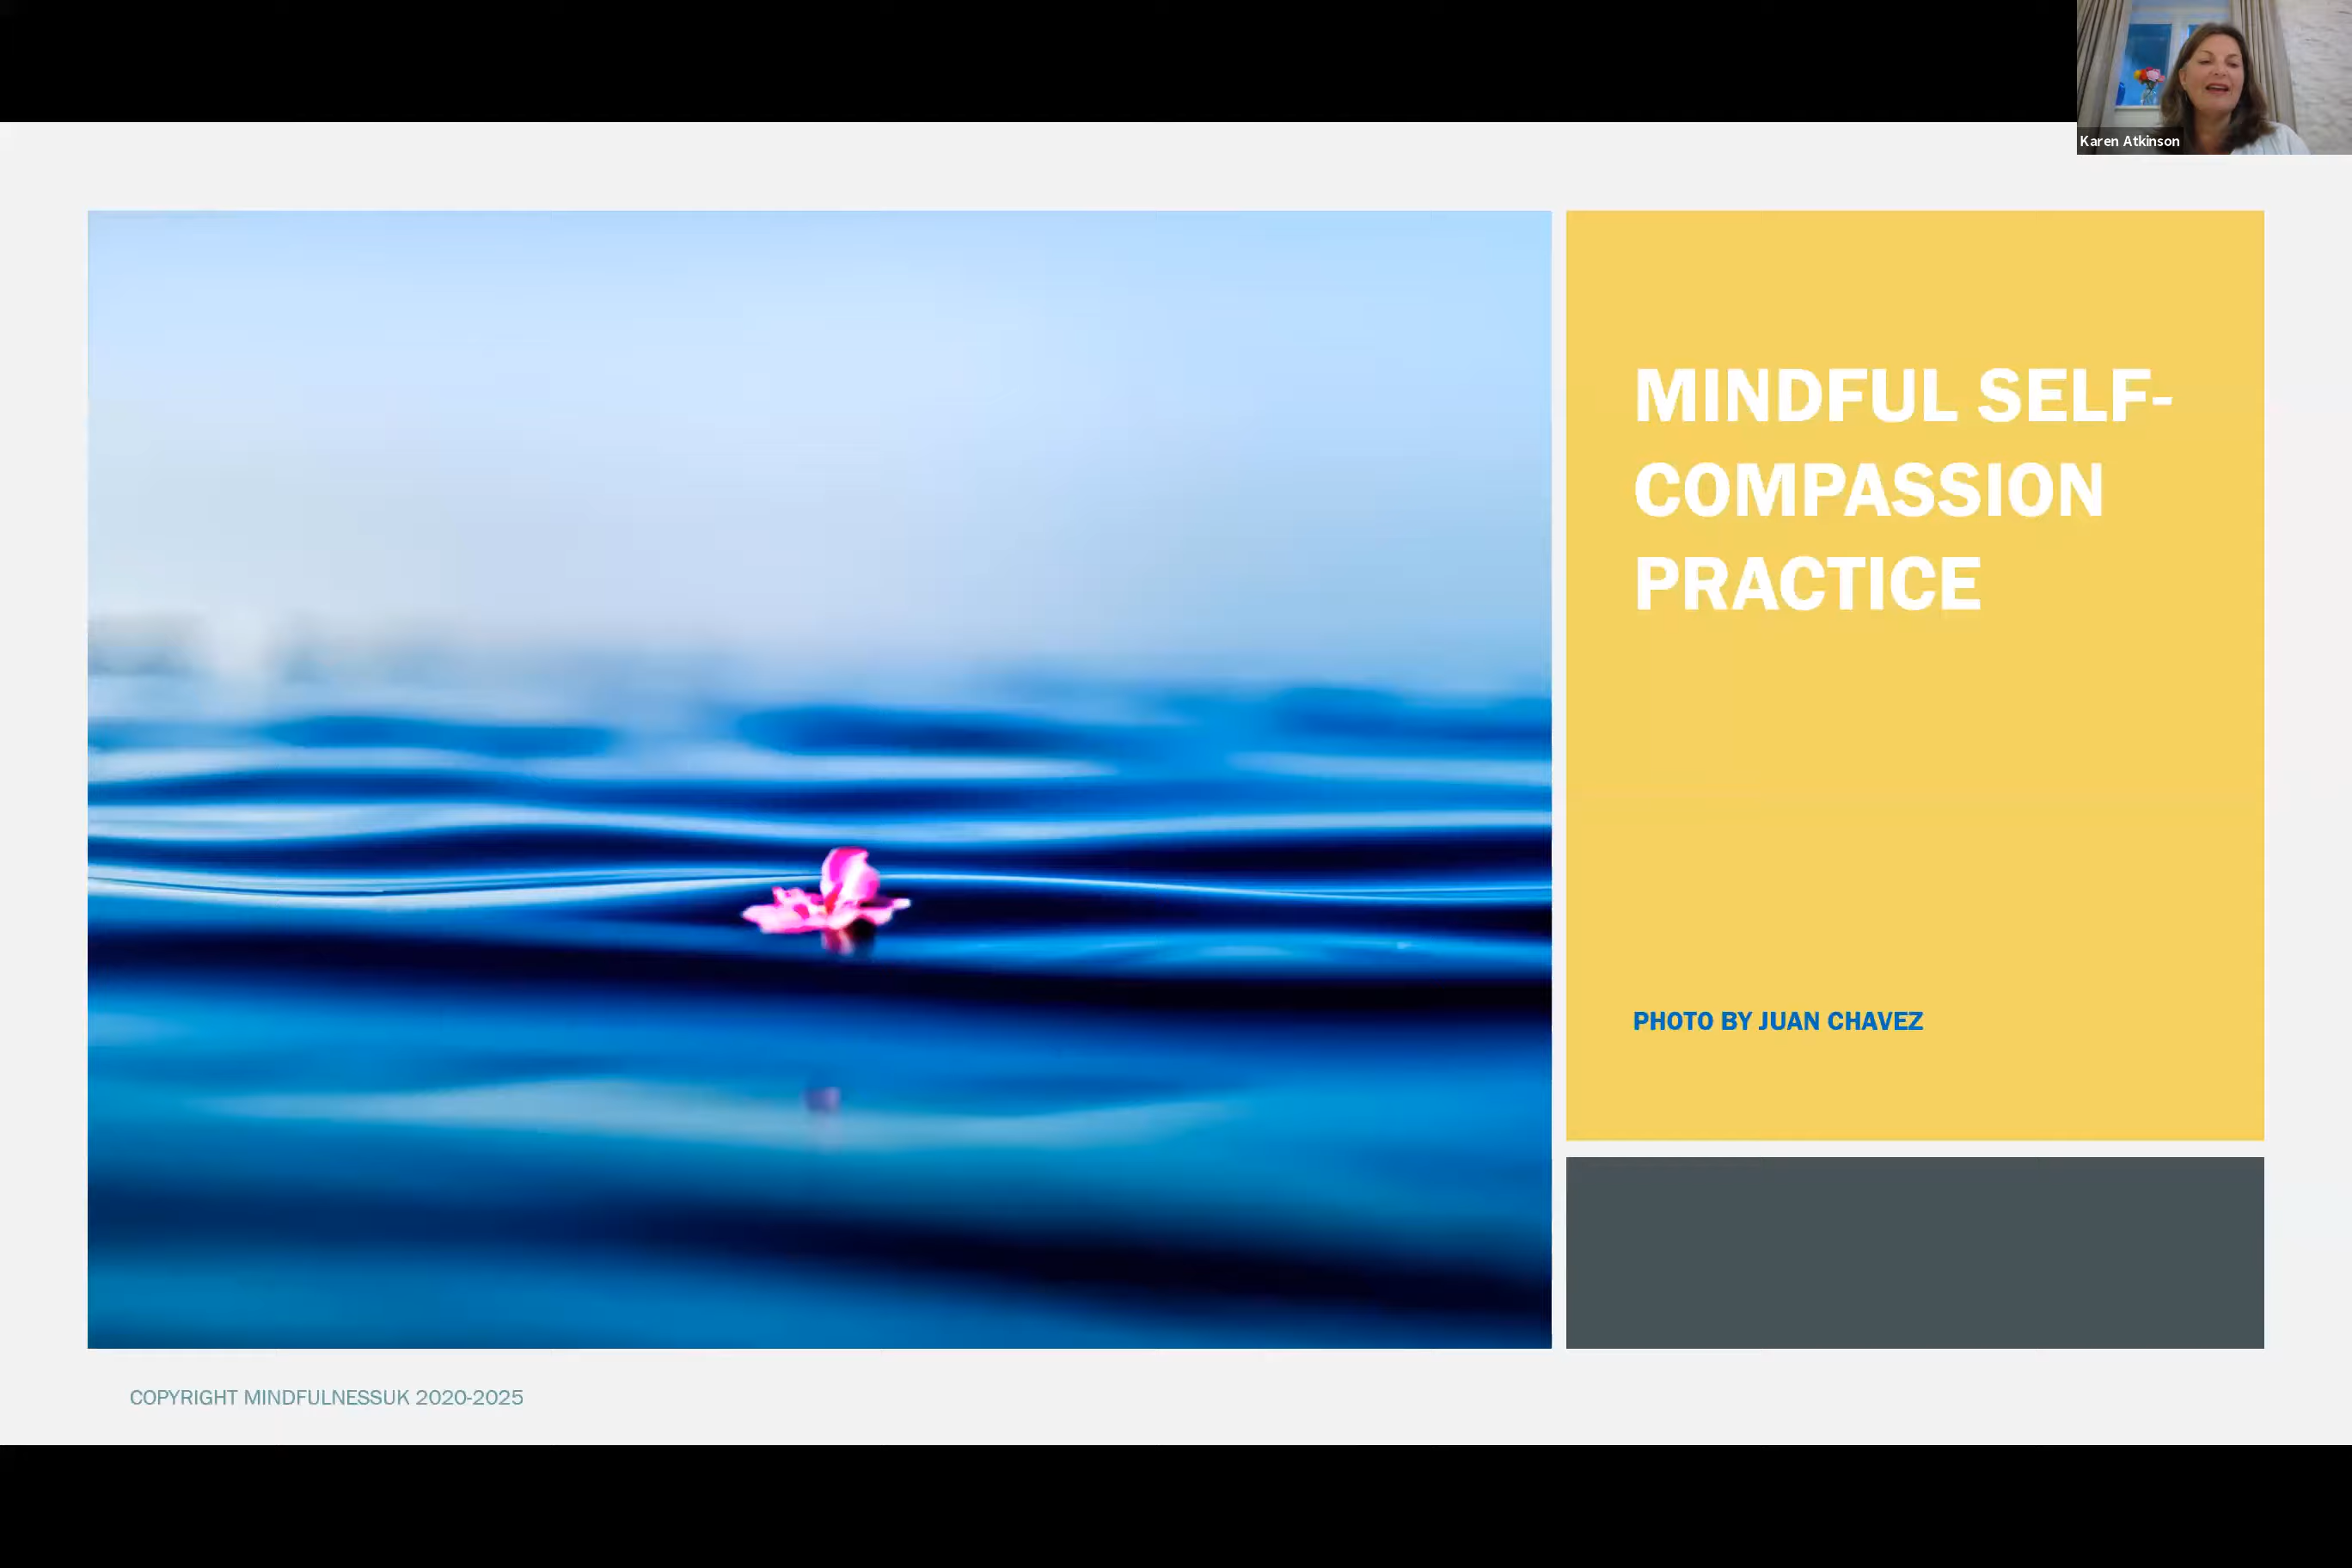 Karen Atkinson
MINDFUL SELF-
COMPASSION
PRACTICE
PHOTO BY JUAN CHAVEZ
COPYRIGHT MINDFULNESSUK 2020-2025